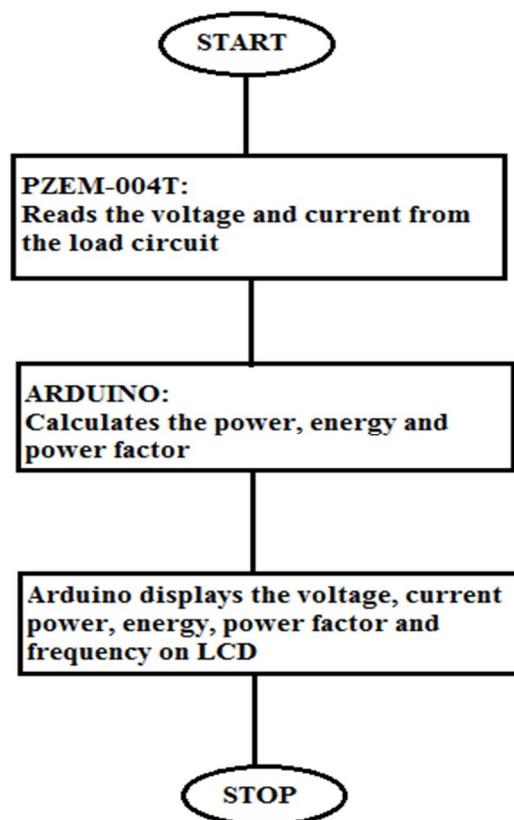 START
PZEM-004T:
Reads the voltage and current from
the load circuit
ARDUINO:
Calculates the power, energy and
power factor
Arduino displays the voltage, current
power, energy, power factor and
frequency on LCD
STOP